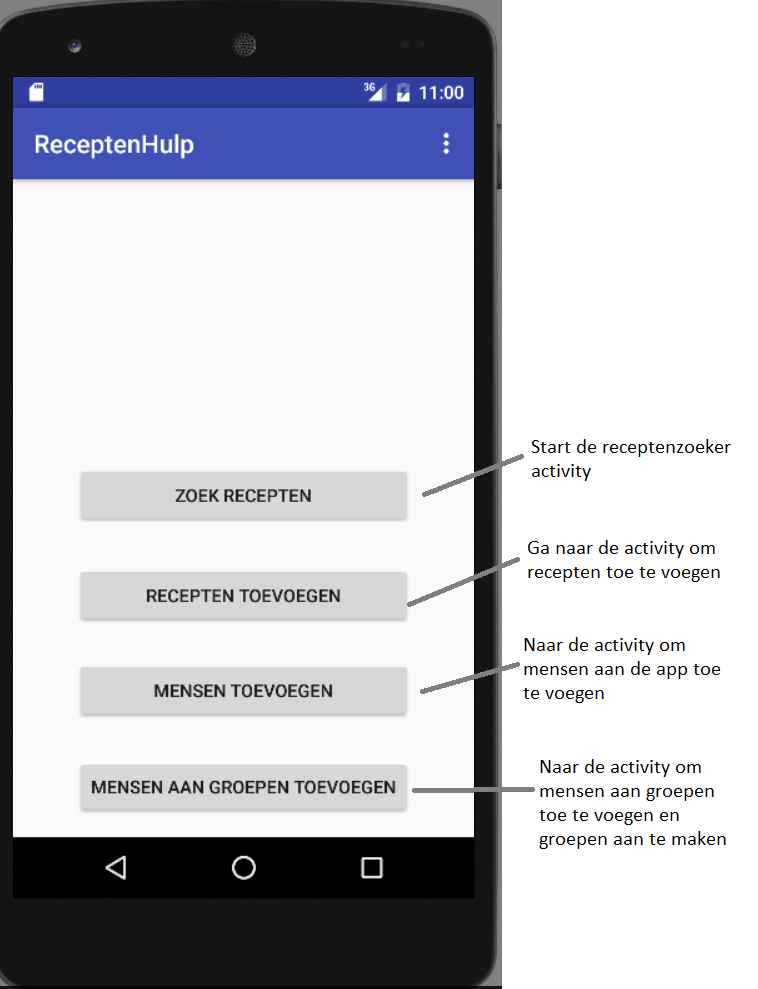 3G 11:00
ReceptenHulp
ZOEK RECEPTEN
Start de receptenzoeker
activity
RECEPTEN TOEVOEGEN
Ga naar de activity om
recepten toe te voegen
MENSEN TOEVOEGEN
Naar de activity om
mensen aan de app toe
te voegen
MENSEN AAN GROEPEN TOEVOEGEN
Naar de activity om
mensen aan groepen
toe te voegen en
groepen aan te maken